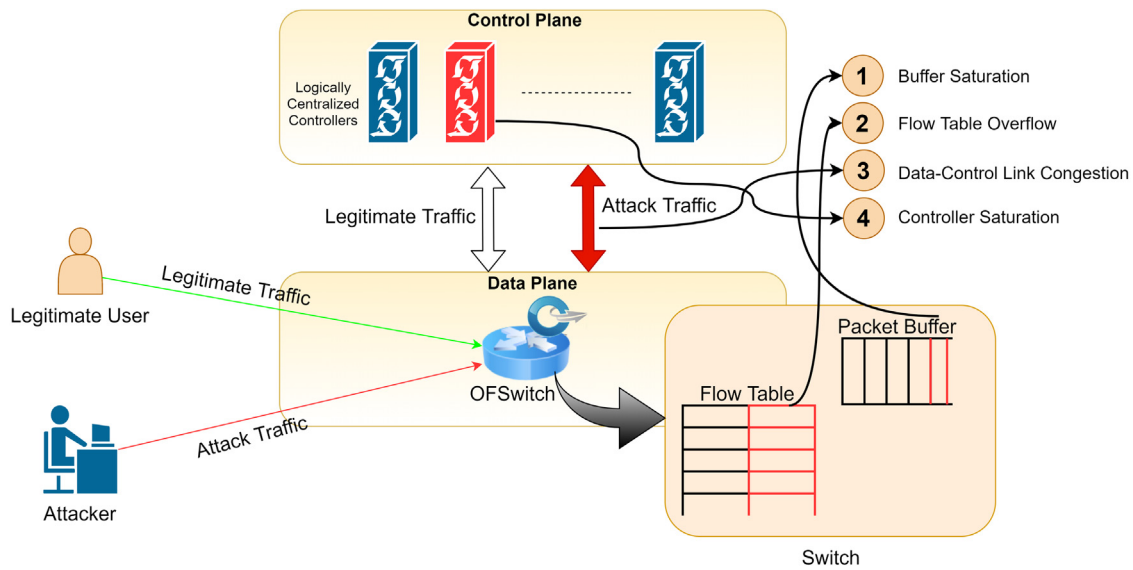 Control Plane
Logically
Centralized
Controllers
1 Buffer Saturation
2 Flow Table Overflow
3 Data-Control Link Congestion
4 Controller Saturation
Legitimate Traffic
Attack Traffic
Legitimate User
Legitimate Traffic
Data Plane
OFSwitch
Attack Traffic
Attacker
Packet Buffer
Flow Table
Switch